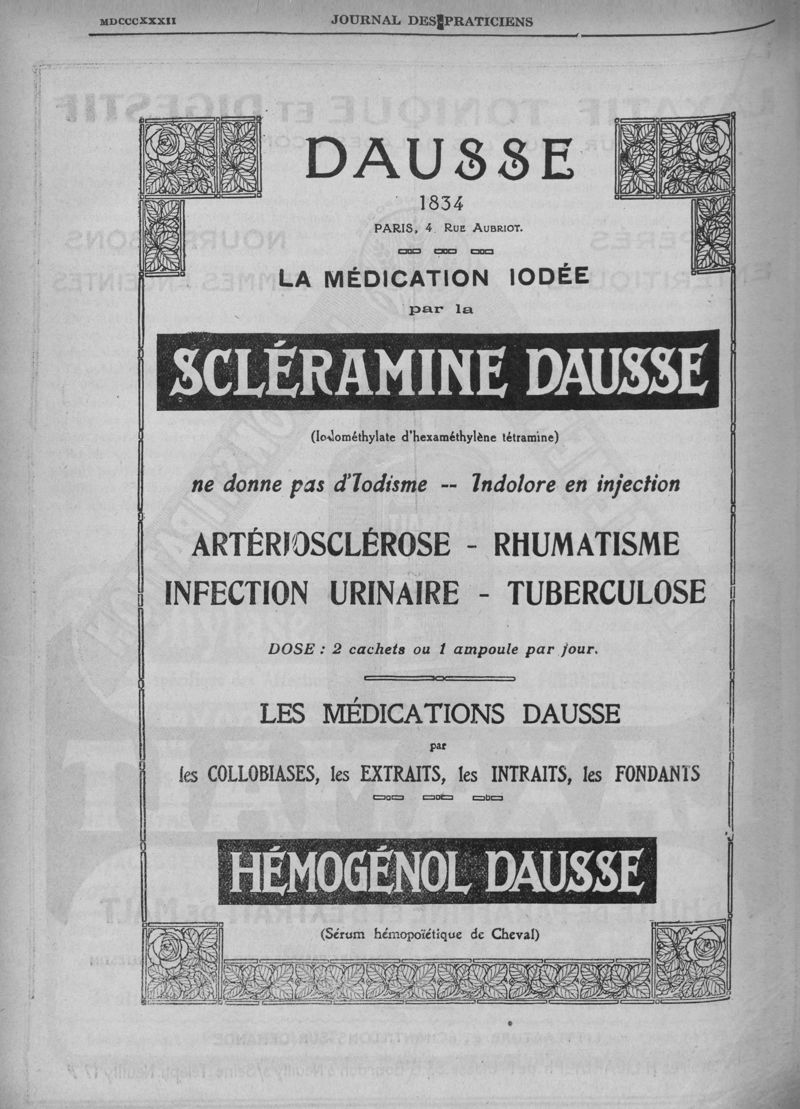 MDCCCXXXII JOURNAL DES PRATICIENS
DAUSSE
1834
PARIS, 4 RUE AUBRIOT.
LA MÉDICATION IODÉE
par la
SCLÉRAMINE DAUSSE
(Iodométhylate d'hexaméthylène tétramine)
ne donne pas d'Iodisme -- Indolore en injection
ARTÉRIOSCLÉROSE - RHUMATISME
INFECTION URINAIRE - TUBERCULOSE
DOSE : 2 cachets ou 1 ampoule par jour.
LES MÉDICATIONS DAUSSE
par
les COLLOBIASES, les EXTRAITS, les INTRAITS, les FONDANTS
HÉMOGÉNOL DAUSSE
(Sérum hémopoïétique de Cheval)